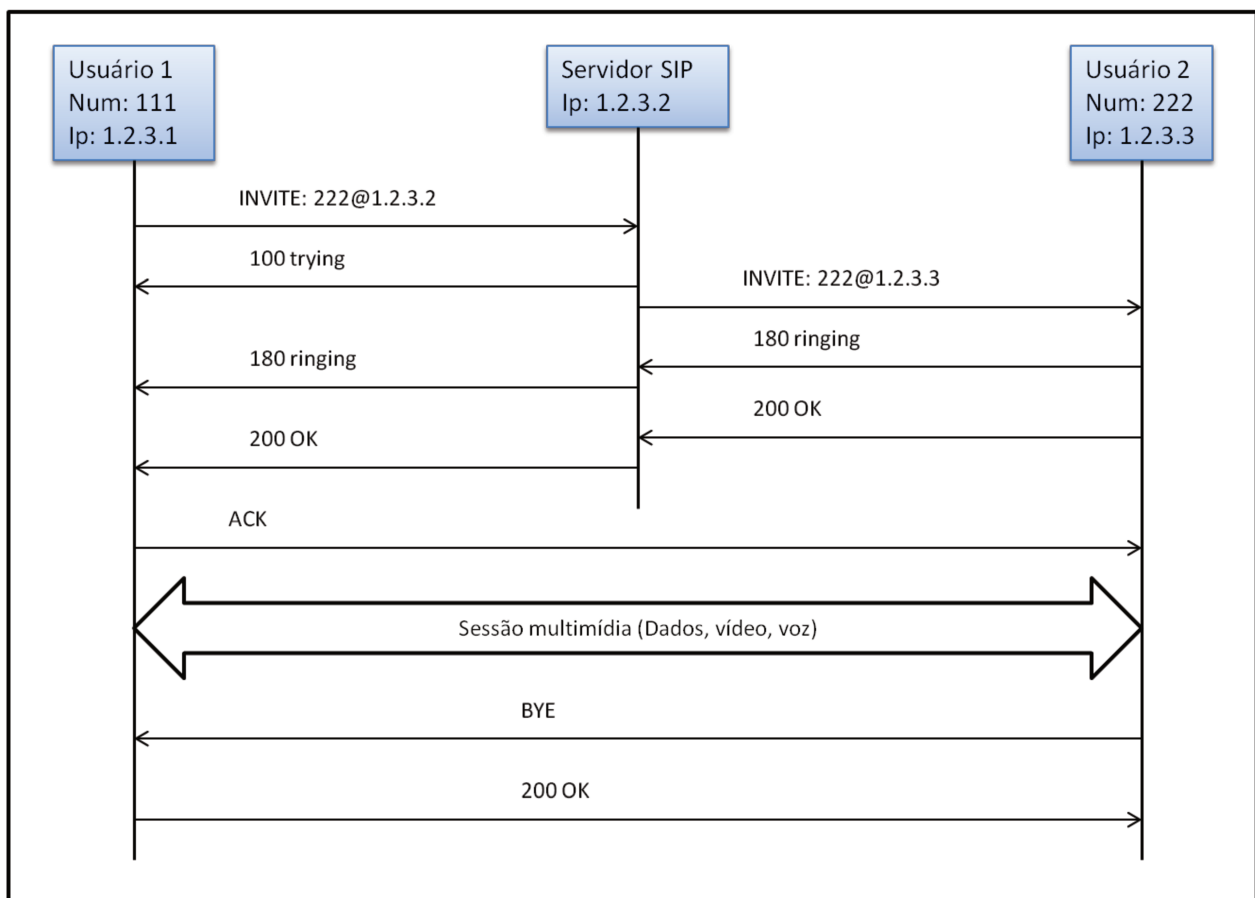 Usuário 1
Num: 111
Ip: 1.2.3.1
Servidor SIP
Ip: 1.2.3.2
Usuário 2
Num: 222
Ip: 1.2.3.3
INVITE: 222@1.2.3.2
100 trying
INVITE: 222@1.2.3.3
180 ringing
180 ringing
200 OK
200 OK
ACK
Sessão multimídia (Dados, vídeo, voz)
BYE
200 OK